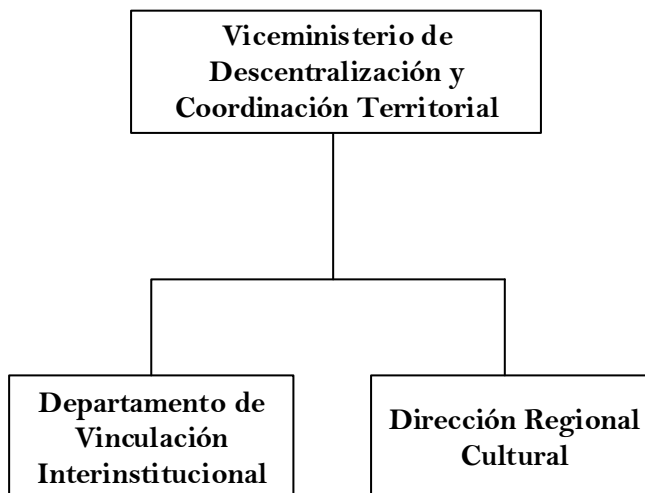 Viceministerio de
Descentralización y
Coordinación Territorial
Departamento de
Vinculación
Interinstitucional
Dirección Regional
Cultural